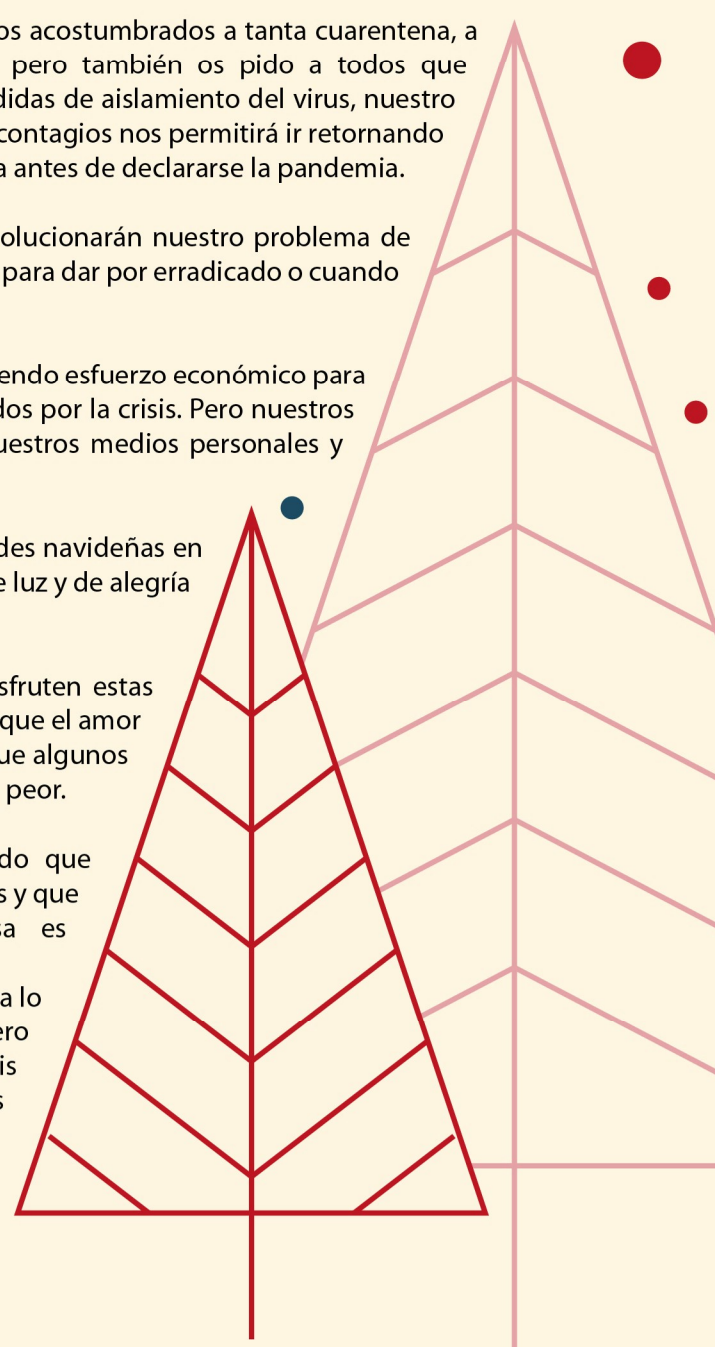 os acostumbrados a tanta cuarentena, a
pero también os pido a todos que
didas de aislamiento del virus, nuestro
contagios nos permitirá ir retornando
a antes de declararse la pandemia.
olucionarán nuestro problema de
para dar por erradicado o cuando
endo esfuerzo económico para
dos por la crisis. Pero nuestros
uestros medios personales y
des navideñas en
e luz y de alegría
sfruten estas
que el amor
ue algunos
peor.
do que
s y que
sa es
a lo
ero
is
s